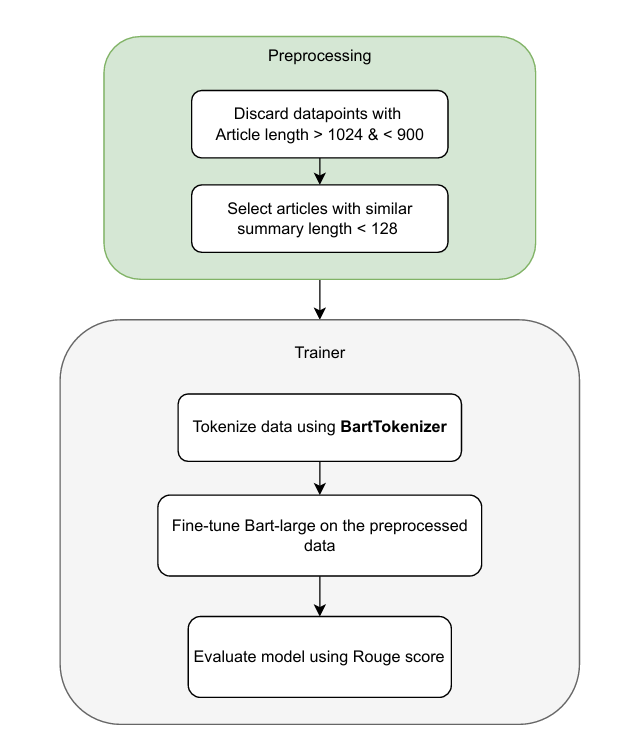 Preprocessing
Discard datapoints with
Article length > 1024 & < 900
Select articles with similar
summary length < 128
Trainer
Tokenize data using BartTokenizer
Fine-tune Bart-large on the preprocessed
data
Evaluate model using Rouge score